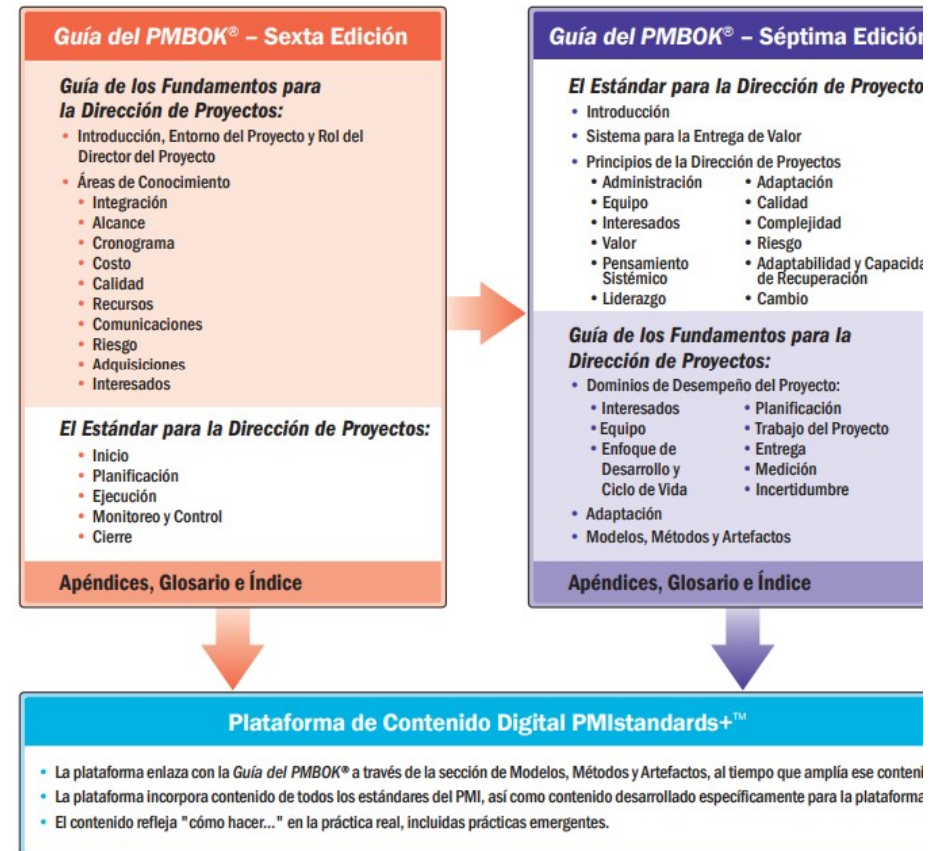 Guía del PMBOK® – Sexta Edición
Guía de los Fundamentos para
la Dirección de Proyectos:
• Introducción, Entorno del Proyecto y Rol del
Director del Proyecto
• Áreas de Conocimiento
• Integración
• Alcance
• Cronograma
• Costo
• Calidad
• Recursos
• Comunicaciones
• Riesgo
• Adquisiciones
• Interesados
El Estándar para la Dirección de Proyectos:
• Inicio
• Planificación
• Ejecución
• Monitoreo y Control
• Cierre
Apéndices, Glosario e Índice
Guía del PMBOK® – Séptima Edición
El Estándar para la Dirección de Proyecto
• Introducción
• Sistema para la Entrega de Valor
• Principios de la Dirección de Proyectos
• Administración
• Equipo
• Interesados
• Valor
• Pensamiento
Sistémico
• Liderazgo
• Adaptación
• Calidad
• Complejidad
• Riesgo
• Adaptabilidad y Capacida
de Recuperación
• Cambio
Guía de los Fundamentos para la
Dirección de Proyectos:
• Dominios de Desempeño del Proyecto:
• Interesados
• Equipo
• Enfoque de
Desarrollo y
Ciclo de Vida
• Planificación
• Trabajo del Proyecto
• Entrega
• Medición
• Incertidumbre
• Adaptación
• Modelos, Métodos y Artefactos
Apéndices, Glosario e Índice
Plataforma de Contenido Digital PMIstandards+™
• La plataforma enlaza con la Guía del PMBOK® a través de la sección de Modelos, Métodos y Artefactos, al tiempo que amplía ese conteni
• La plataforma incorpora contenido de todos los estándares del PMI, así como contenido desarrollado específicamente para la plataforma
• El contenido refleja "cómo hacer..." en la práctica real, incluidas prácticas emergentes.